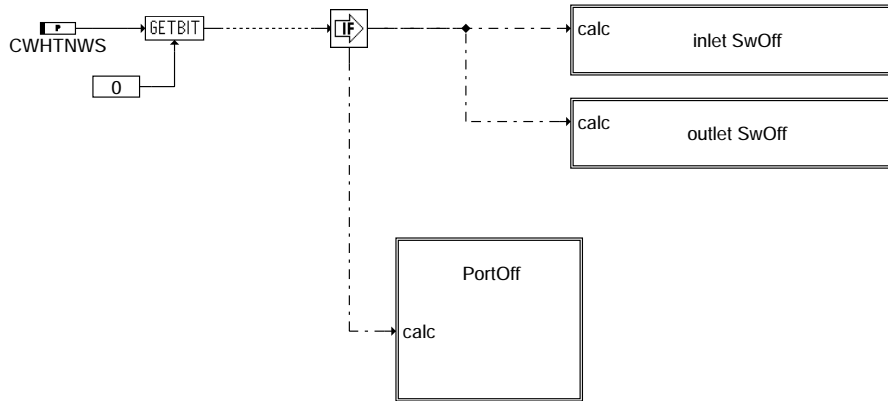 P
CWHTNWS
GETBIT
0
IF
calc
inlet SwOff
calc
outlet SwOff
PortOff
calc